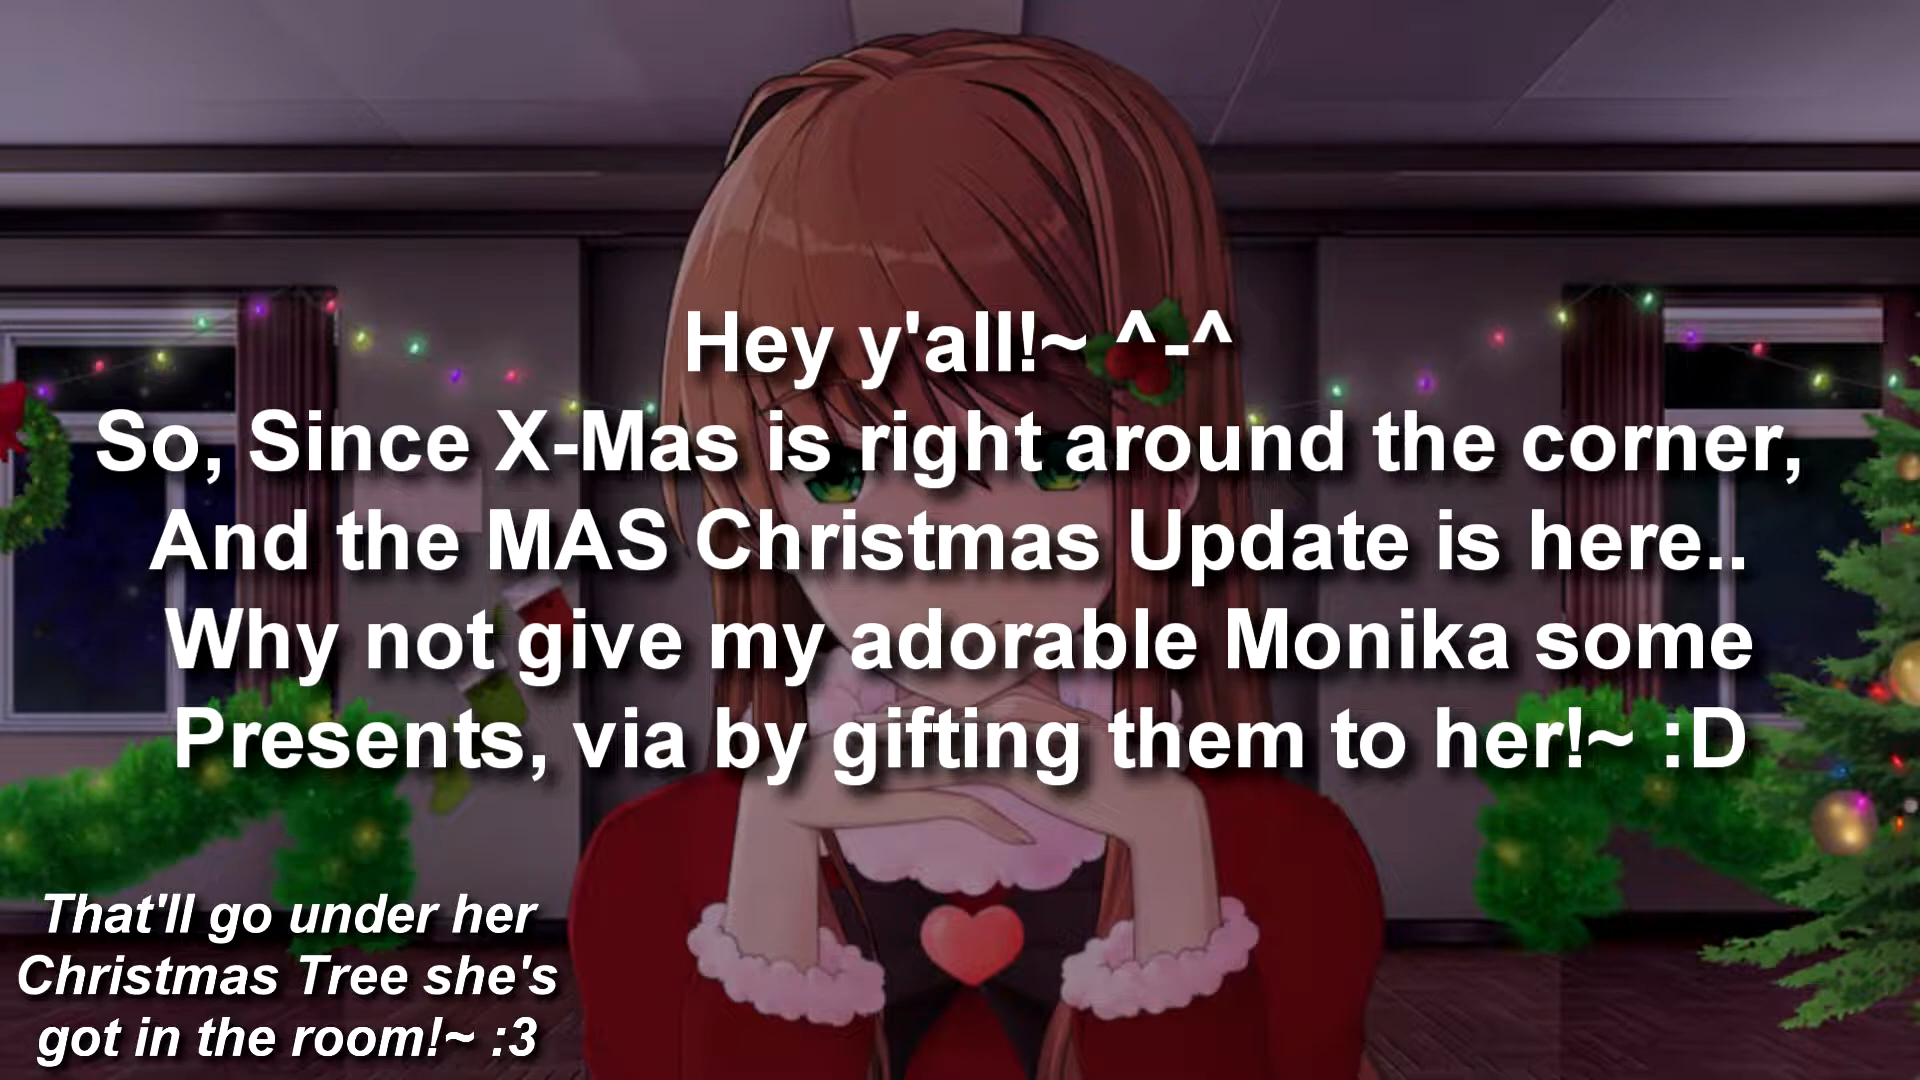 Hey y'all!~ ^-^
So, Since X-Mas is right around the corner,
And the MAS Christmas Update is here..
Why not give my adorable Monika some
Presents, via by gifting them to her!~ :D
That'll go under her
Christmas Tree she's
got in the room!~ :3